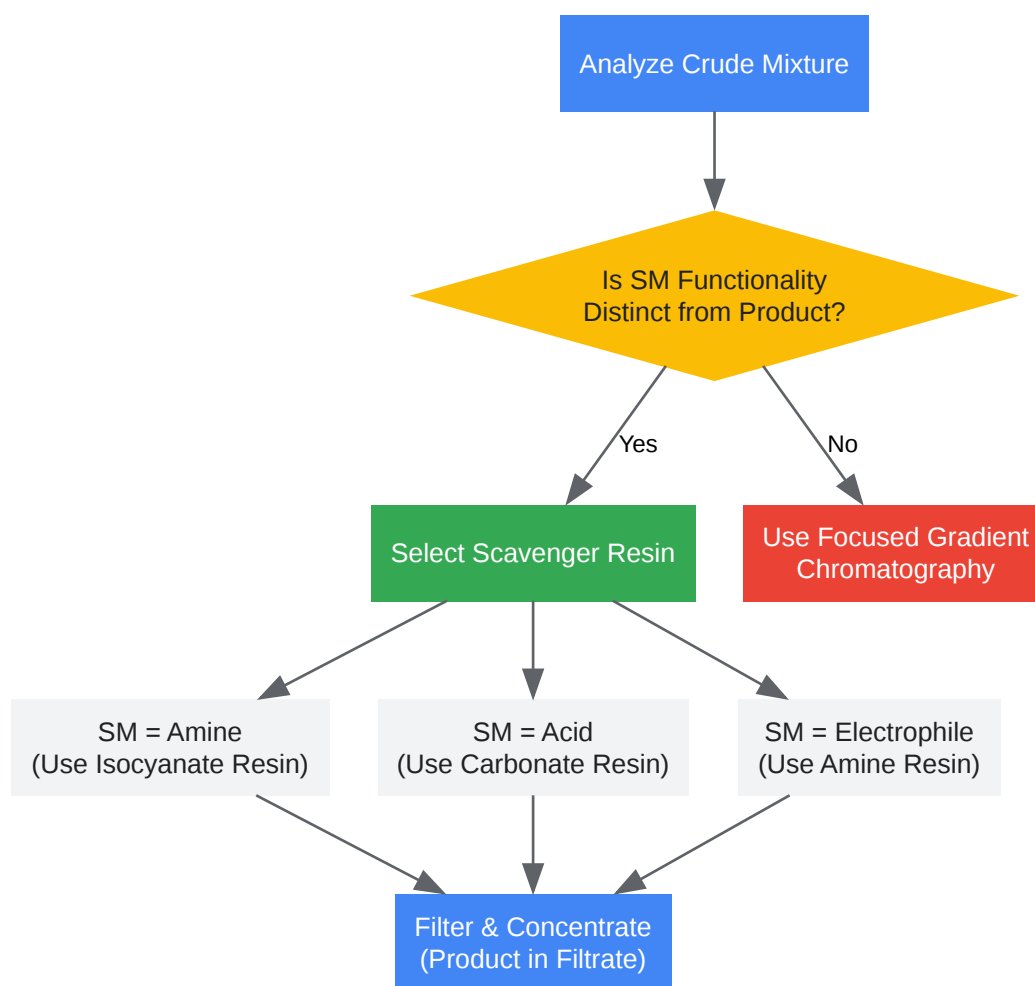 Analyze Crude Mixture
Is SM Functionality
Distinct from Product?
Yes
No
Select Scavenger Resin
Use Focused Gradient
Chromatography
SM = Amine
(Use Isocyanate Resin)
SM = Acid
(Use Carbonate Resin)
SM = Electrophile
(Use Amine Resin)
Filter & Concentrate
(Product in Filtrate)